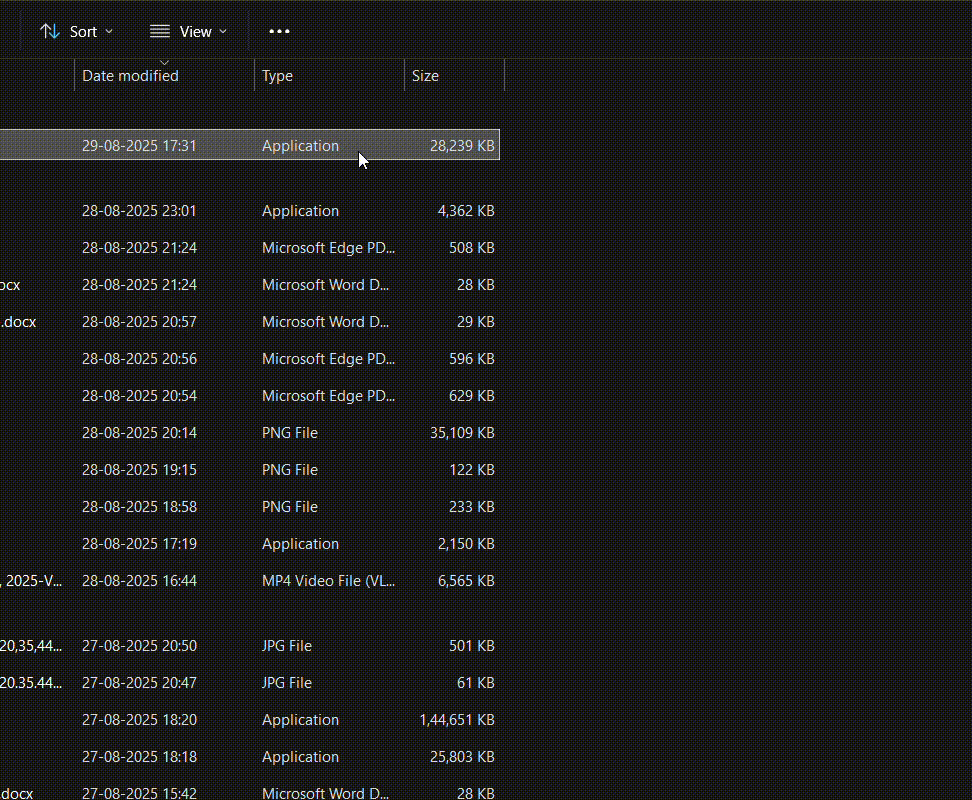 Sort View •••
Date modified Type Size
29-08-2025 17:31 Application 28,239 KB
28-08-2025 23:01 Application 4,362 KB
28-08-2025 21:24 Microsoft Edge PD... 508 KB
ocx 28-08-2025 21:24 Microsoft Word D... 28 KB
.docx 28-08-2025 20:57 Microsoft Word D... 29 KB
28-08-2025 20:56 Microsoft Edge PD... 596 KB
28-08-2025 20:54 Microsoft Edge PD... 629 KB
28-08-2025 20:14 PNG File 35,109 KB
28-08-2025 19:15 PNG File 122 KB
28-08-2025 18:58 PNG File 233 KB
28-08-2025 17:19 Application 2,150 KB
, 2025-V... 28-08-2025 16:44 MP4 Video File (VL... 6,565 KB
20,35,44... 27-08-2025 20:50 JPG File 501 KB
20.35.44... 27-08-2025 20:47 JPG File 61 KB
27-08-2025 18:20 Application 1,44,651 KB
27-08-2025 18:18 Application 25,803 KB
.docx 27-08-2025 15:42 Microsoft Word D... 28 KB